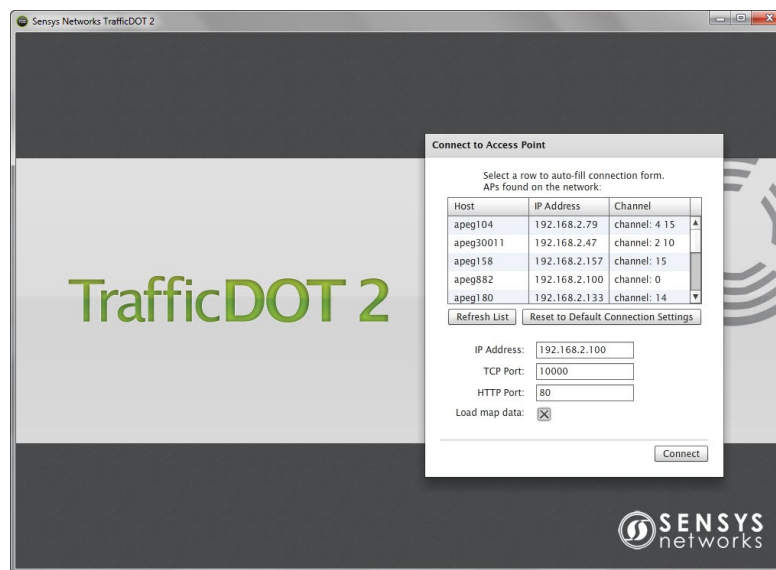 Sensys Networks TrafficDOT 2
Connect to Access Point
Select a row to auto-fill connection form.
APs found on the network:
Host IP Address Channel
apeg104 192.168.2.79 channel: 4 15
apeg30011 192.168.2.47 channel: 2 10
apeg158 192.168.2.157 channel: 15
apeg882 192.168.2.100 channel: 0
apeg180 192.168.2.133 channel: 14
Refresh List Reset to Default Connection Settings
TrafficDOT 2
IP Address: 192.168.2.100
TCP Port: 10000
HTTP Port: 80
Load map data:
Connect
SENSYS
networks